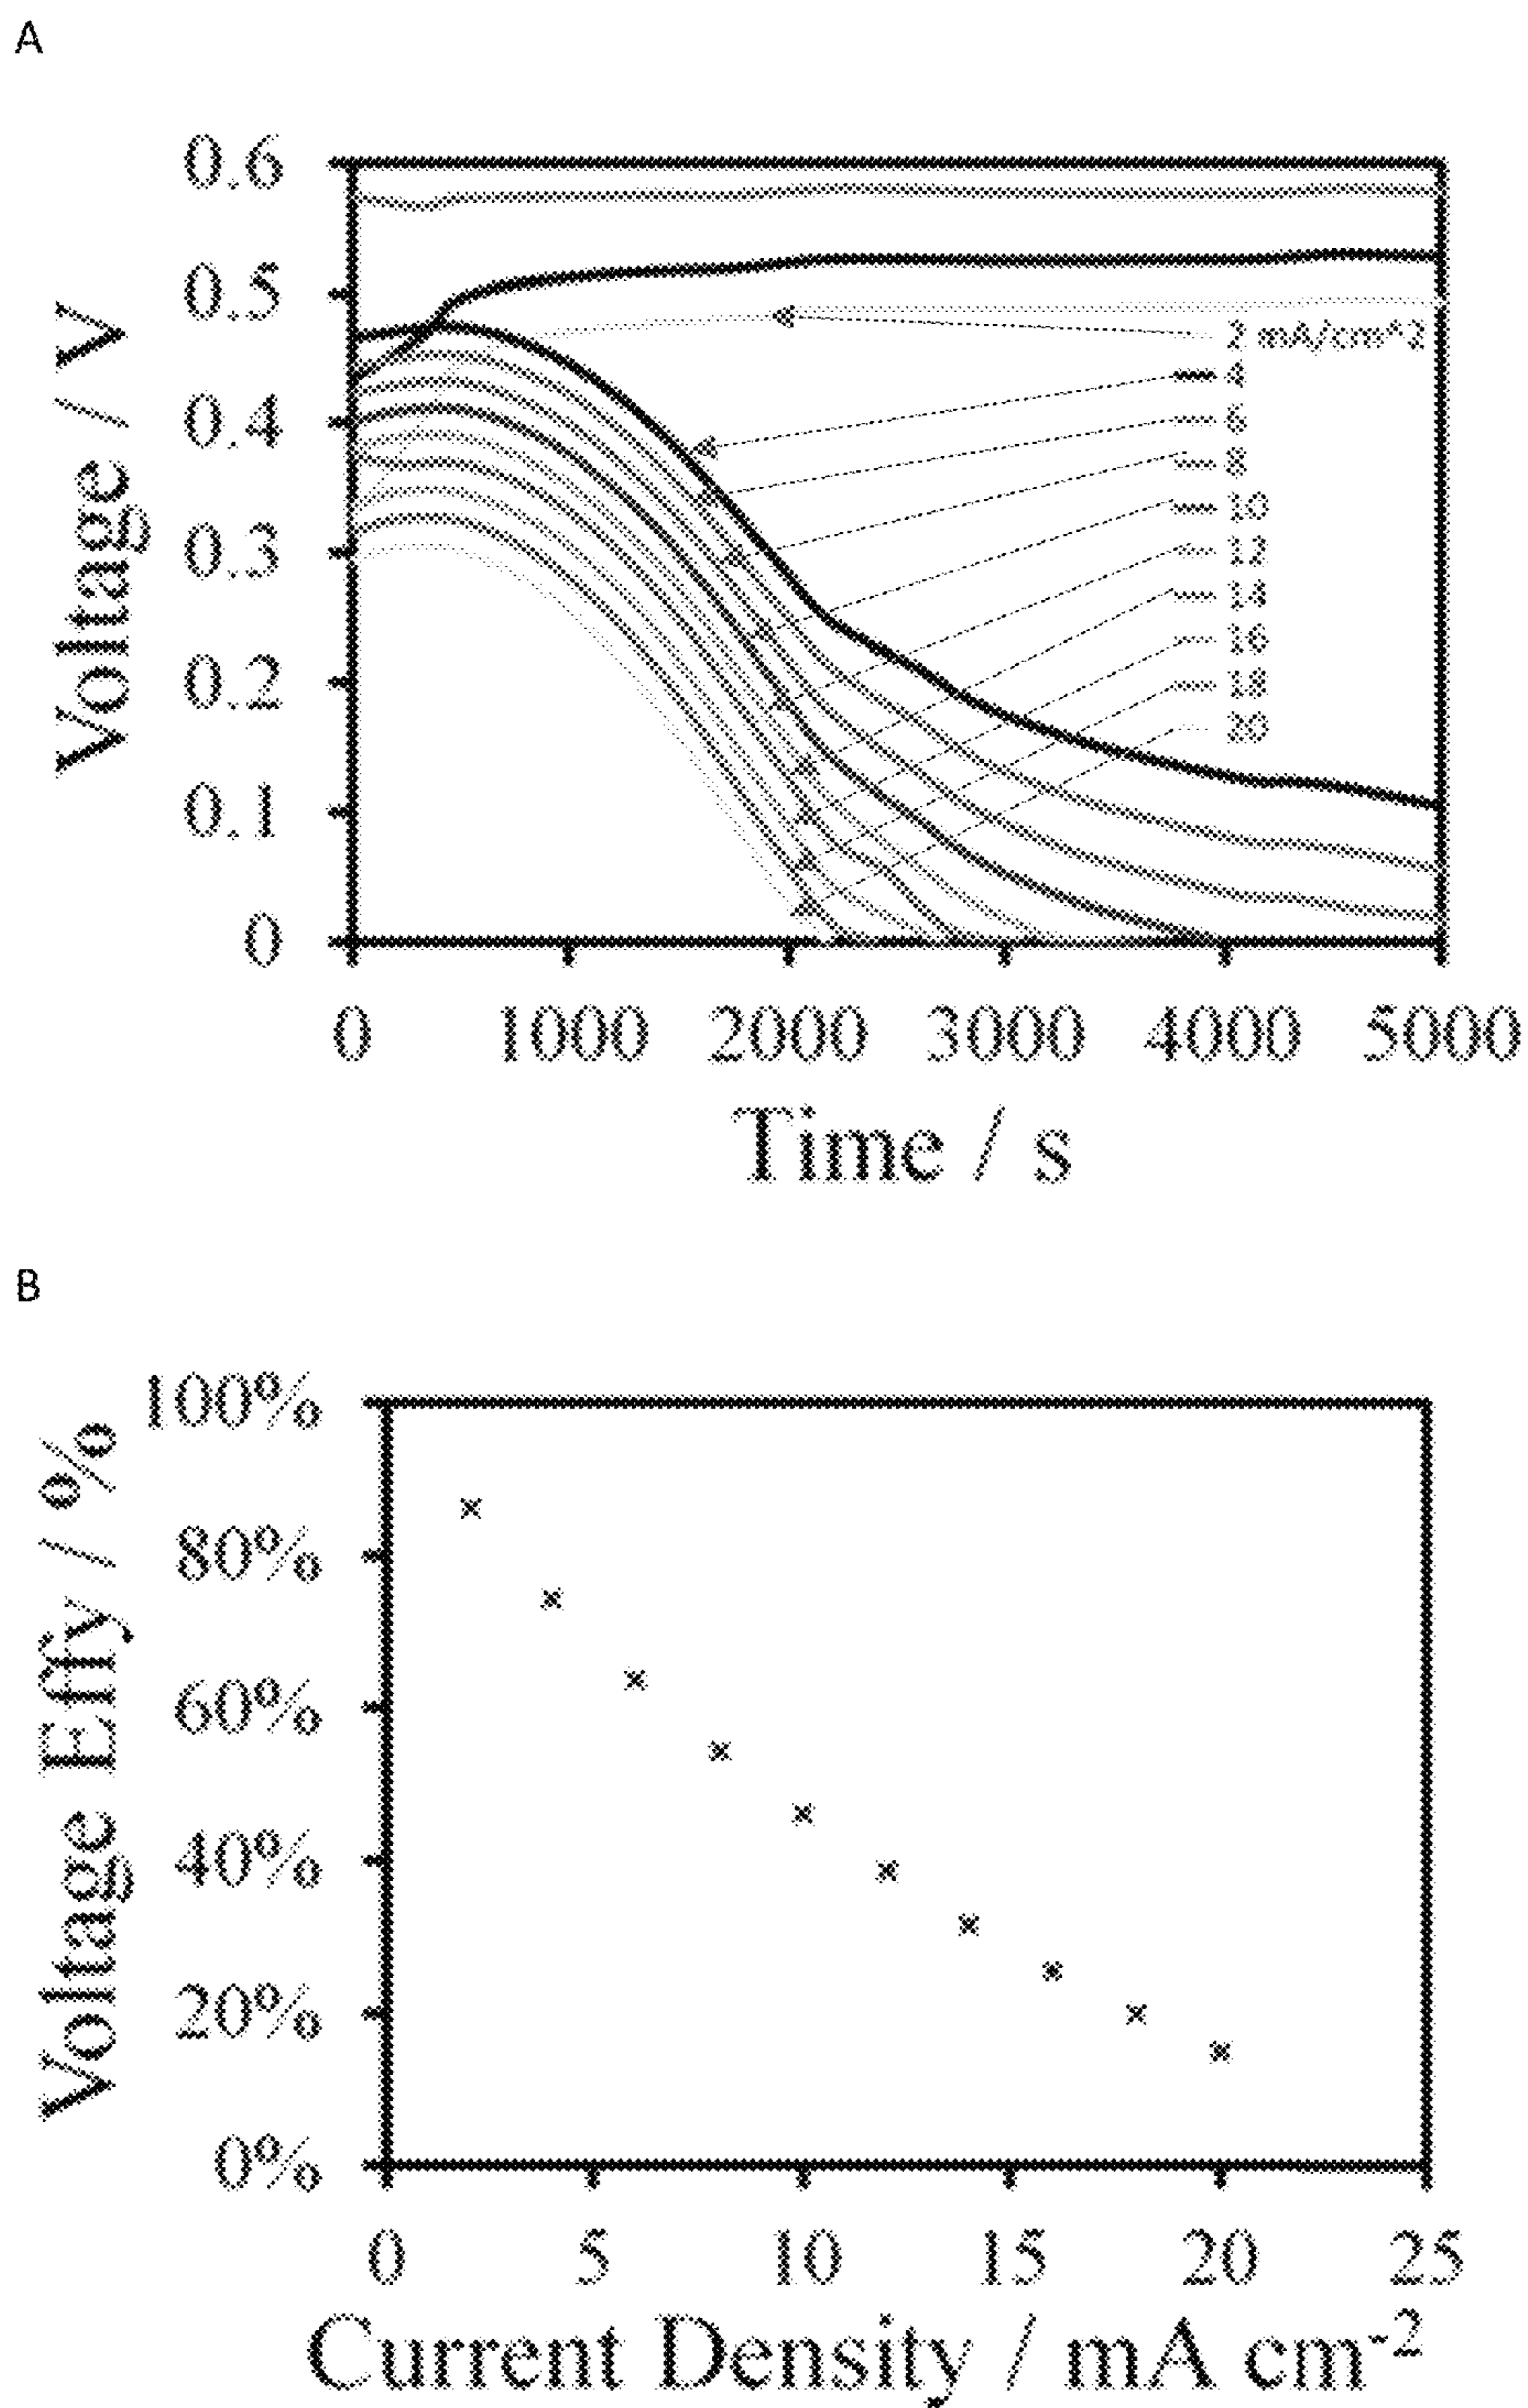 A
0.6
0.5
0.4
0.3
0.2
0.1
0
Voltage / V
2 mA/cm^2
4
6
8
10
12
14
16
18
20
0 1000 2000 3000 4000 5000
Time / s
B
100%
80%
60%
40%
20%
0%
Voltage Effy / %
0 5 10 15 20 25
Current Density / mA cm-2